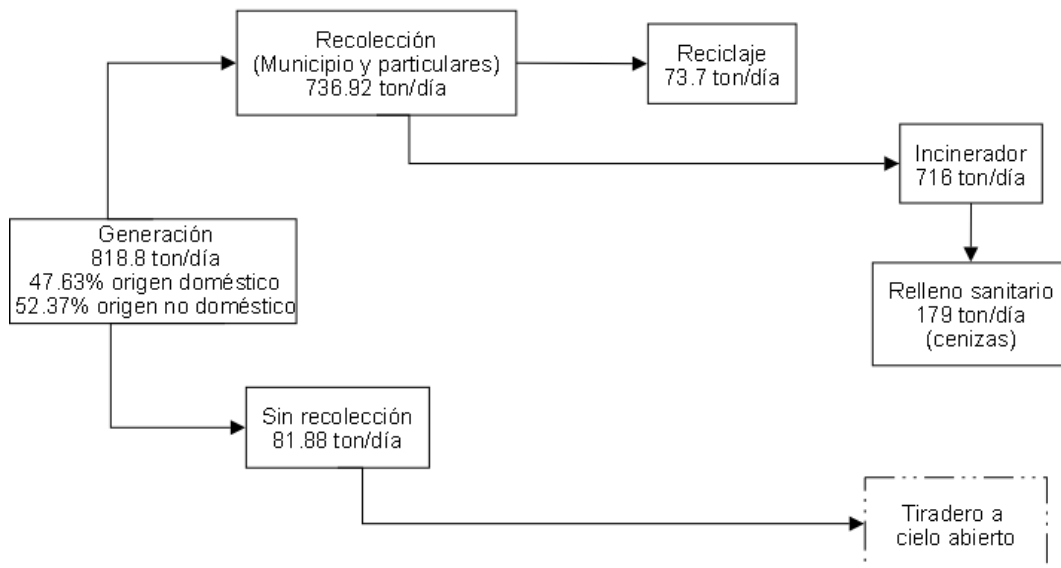 Recolección
(Municipio y particulares)
736.92 ton/día
Reciclaje
73.7 ton/día
Incinerador
716 ton/día
Generación
818.8 ton/día
47.63% origen doméstico
52.37% origen no doméstico
Relleno sanitario
179 ton/día
(cenizas)
Sin recolección
81.88 ton/día
Tiradero a
cielo abierto